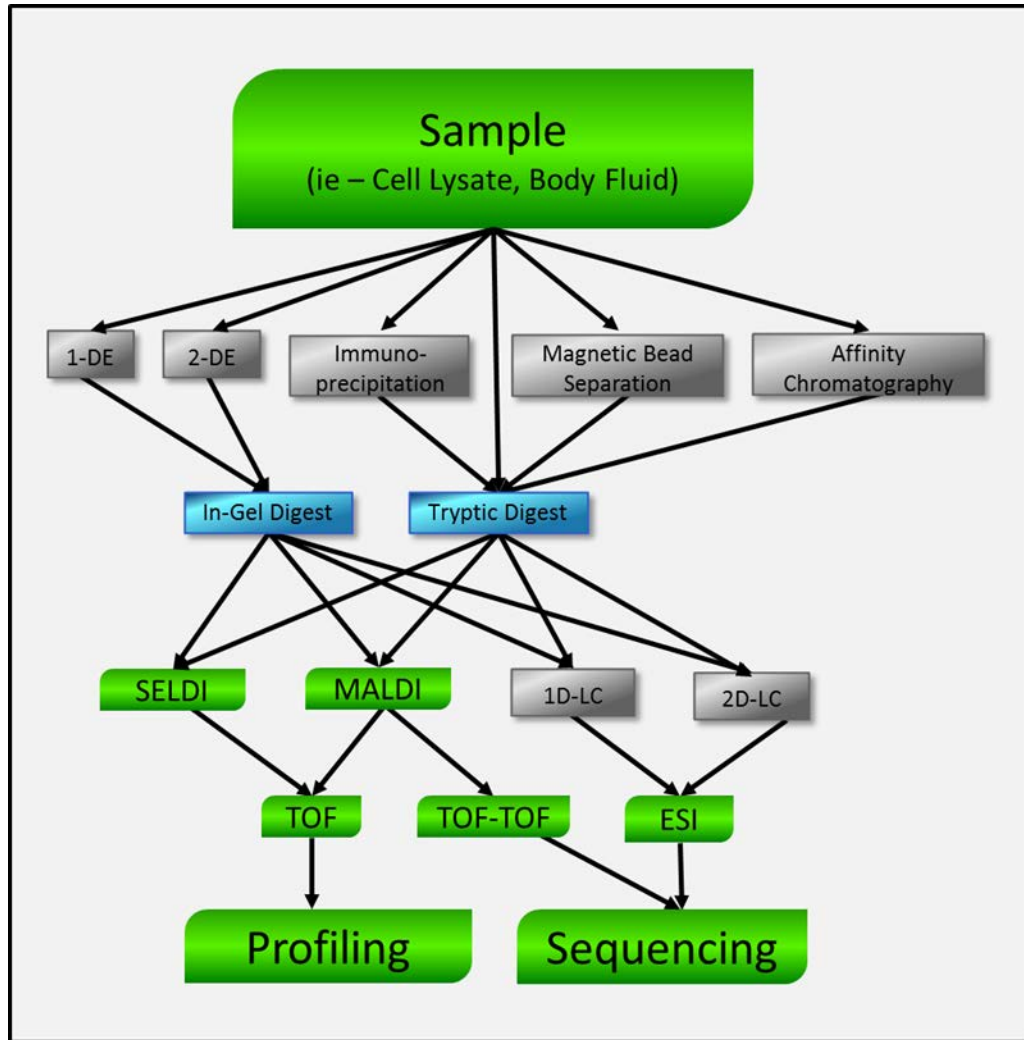 Sample
(ie – Cell Lysate, Body Fluid)
1-DE
2-DE
Immuno-
precipitation
Magnetic Bead
Separation
Affinity
Chromatography
In-Gel Digest
Tryptic Digest
SELDI
MALDI
1D-LC
2D-LC
TOF
TOF-TOF
ESI
Profiling
Sequencing